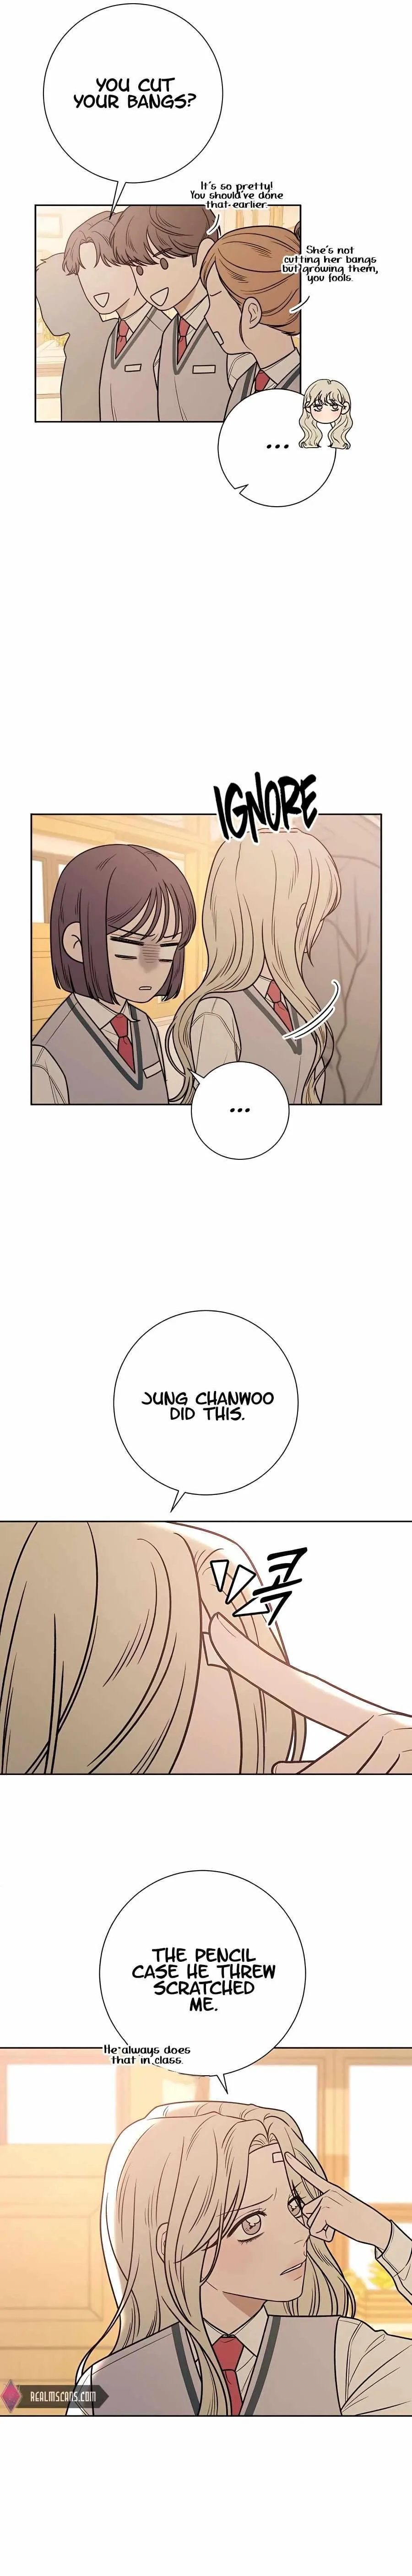 YOU CUT
YOUR BANGS?
It's so pretty!
You should've done
that earlier.
She's not
cutting her bangs
but growing them,
you fools.
...
IGNORE
...
JUNG CHANWOO
DID THIS.
콕
THE PENCIL
CASE HE THREW
SCRATCHED
ME.
He always does
that in class.
REALMSCANS.COM